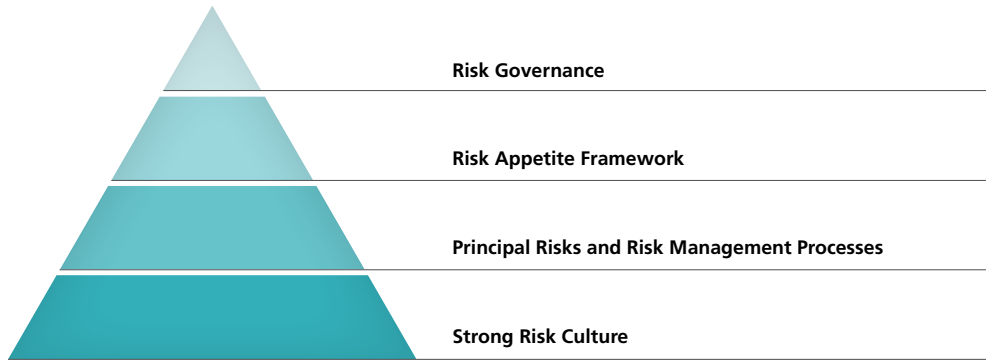 Risk Governance
Risk Appetite Framework
Principal Risks and Risk Management Processes
Strong Risk Culture